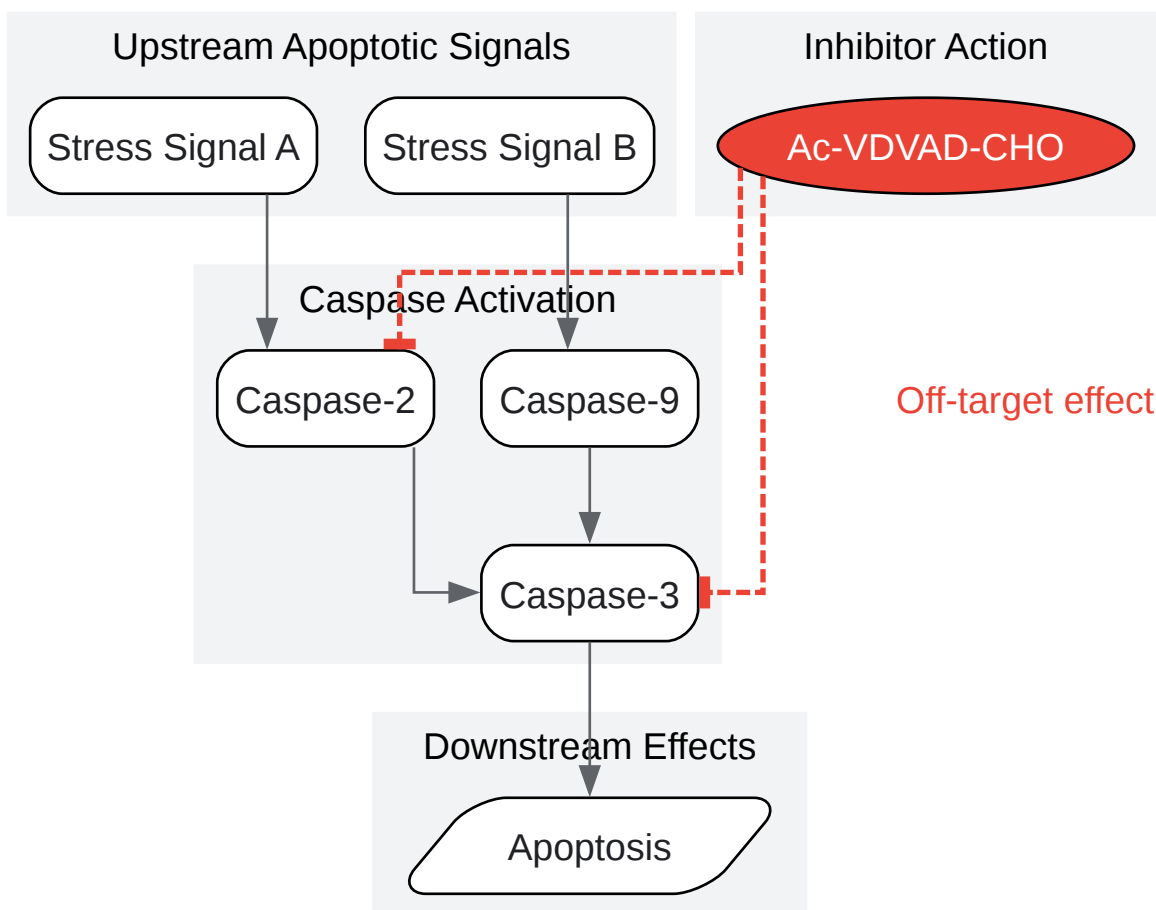 Upstream Apoptotic Signals
Inhibitor Action
Stress Signal A
Stress Signal B
Ac-VDVAD-CHO
Caspase Activation
Caspase-2
Caspase-9
Off-target effect
Caspase-3
Downstream Effects
Apoptosis